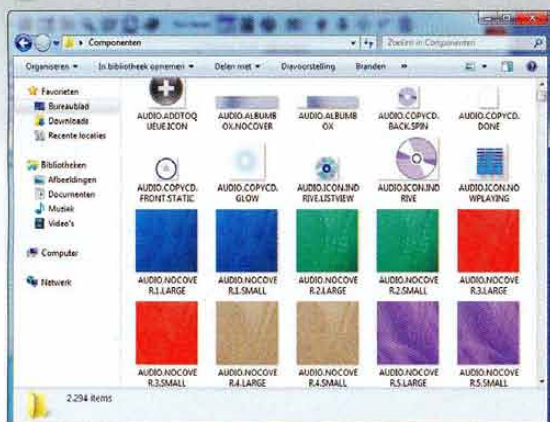 Componenten
Zoeken in Componenten
Organiseren
In bibliotheek opnemen
Delen met
Diavoorstelling
Branden
»
Favorieten
Bureaublad
Downloads
Recente locaties
Bibliotheken
Afbeeldingen
Documenten
Muziek
Video's
Computer
Netwerk
AUDIO.ADDTOQ
UEUE.ICON
AUDIO.ALBUMB
OX.NOCOVER
AUDIO.ALBUMB
OX
AUDIO.COPYCD.
BACK.SPIN
AUDIO.COPYCD.
DONE
AUDIO.COPYCD.
FRONT.STATIC
AUDIO.COPYCD.
GLOW
AUDIO.ICON.IND
RIVE.LISTVIEW
AUDIO.ICON.IND
RIVE
AUDIO.ICON.NO
WPLAYING
AUDIO.NOCOVE
R.1.LARGE
AUDIO.NOCOVE
R.1.SMALL
AUDIO.NOCOVE
R.2.LARGE
AUDIO.NOCOVE
R.2.SMALL
AUDIO.NOCOVE
R.3.LARGE
AUDIO.NOCOVE
R.3.SMALL
AUDIO.NOCOVE
R.4.LARGE
AUDIO.NOCOVE
R.4.SMALL
AUDIO.NOCOVE
R.5.LARGE
AUDIO.NOCOVE
R.5.SMALL
2.294 items